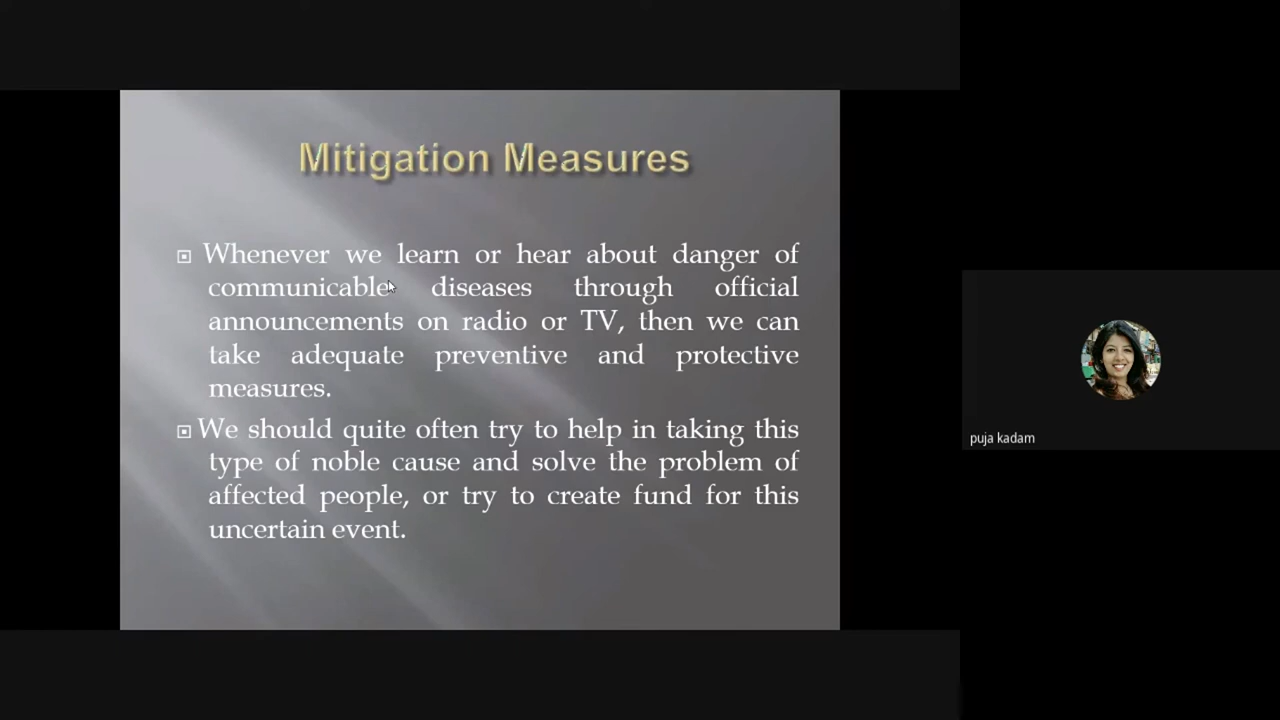 Mitigation Measures
Whenever we learn or hear about danger of
communicable diseases through official
announcements on radio or TV, then we can
take adequate preventive and protective
measures.
We should quite often try to help in taking this
type of noble cause and solve the problem of
affected people, or try to create fund for this
uncertain event.
puja kadam